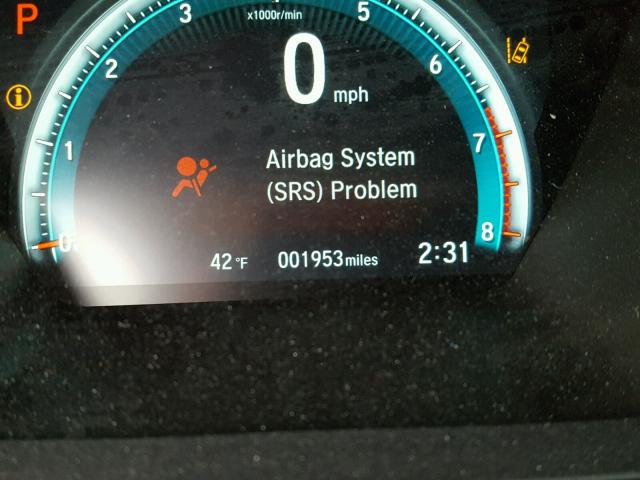 P
3
x1000r/min
5
2
0 mph
6
i
1
Airbag System
7
(SRS) Problem
0
8
42 °F
001953 miles
2:31